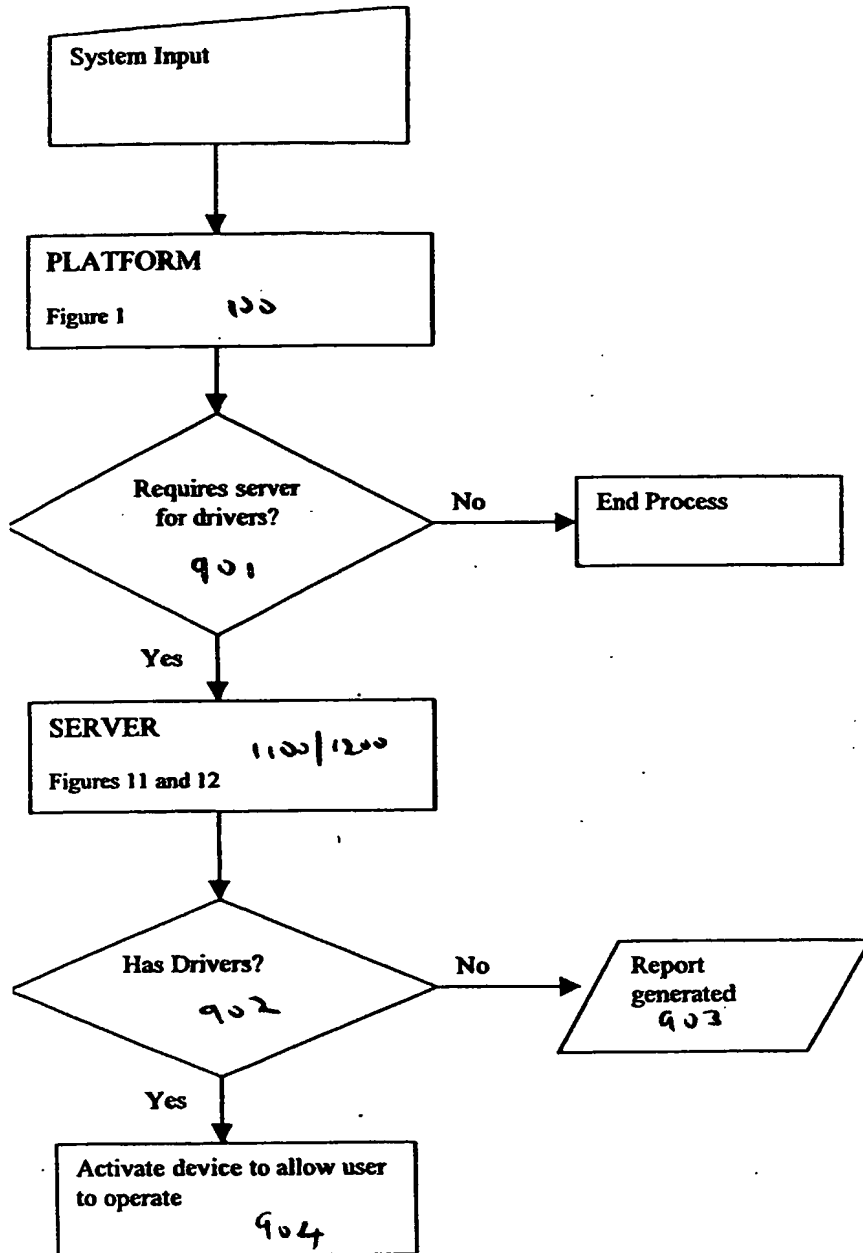 System Input
PLATFORM
Figure 1 100
Requires server
for drivers?
901
No
End Process
Yes
SERVER
1100/1200
Figures 11 and 12
Has Drivers?
902
No
Report
generated
903
Yes
Activate device to allow user
to operate
904